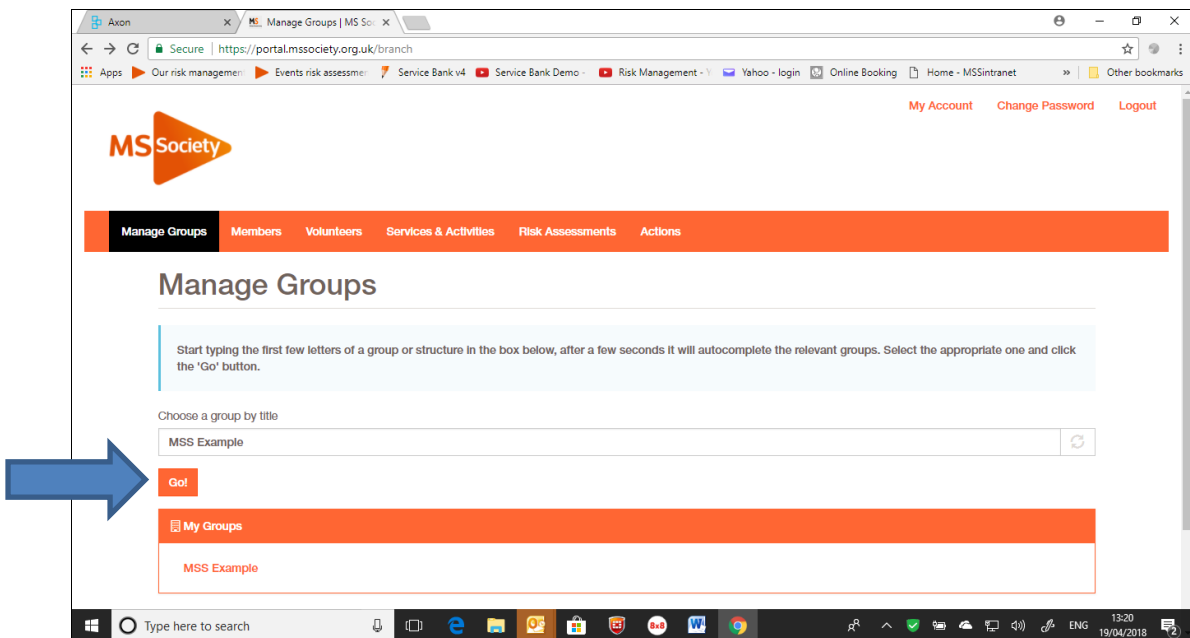 Axon
MS Manage Groups | MS Soc
Secure | https://portal.mssociety.org.uk/branch
Apps Our risk managemen Events risk assessmer Service Bank v4 Service Bank Demo - Risk Management - Y Yahoo - login Online Booking Home - MSSintranet » Other bookmarks
My Account Change Password Logout
MS Society
Manage Groups Members Volunteers Services & Activities Risk Assessments Actions
Manage Groups
Start typing the first few letters of a group or structure in the box below, after a few seconds it will autocomplete the relevant groups. Select the appropriate one and click
the 'Go' button.
Choose a group by title
MSS Example
Go!
My Groups
MSS Example
Type here to search 8x8 ENG 13:20
19/04/2018 2